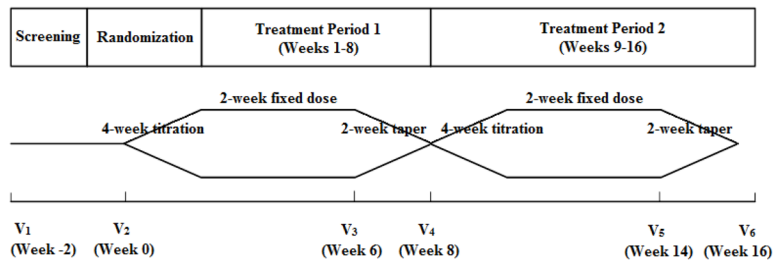 Screening
Randomization
Treatment Period 1
(Weeks 1-8)
Treatment Period 2
(Weeks 9-16)
2-week fixed dose
2-week fixed dose
4-week titration
2-week taper
4-week titration
2-week taper
V1
(Week -2)
V2
(Week 0)
V3
(Week 6)
V4
(Week 8)
V5
(Week 14)
V6
(Week 16)